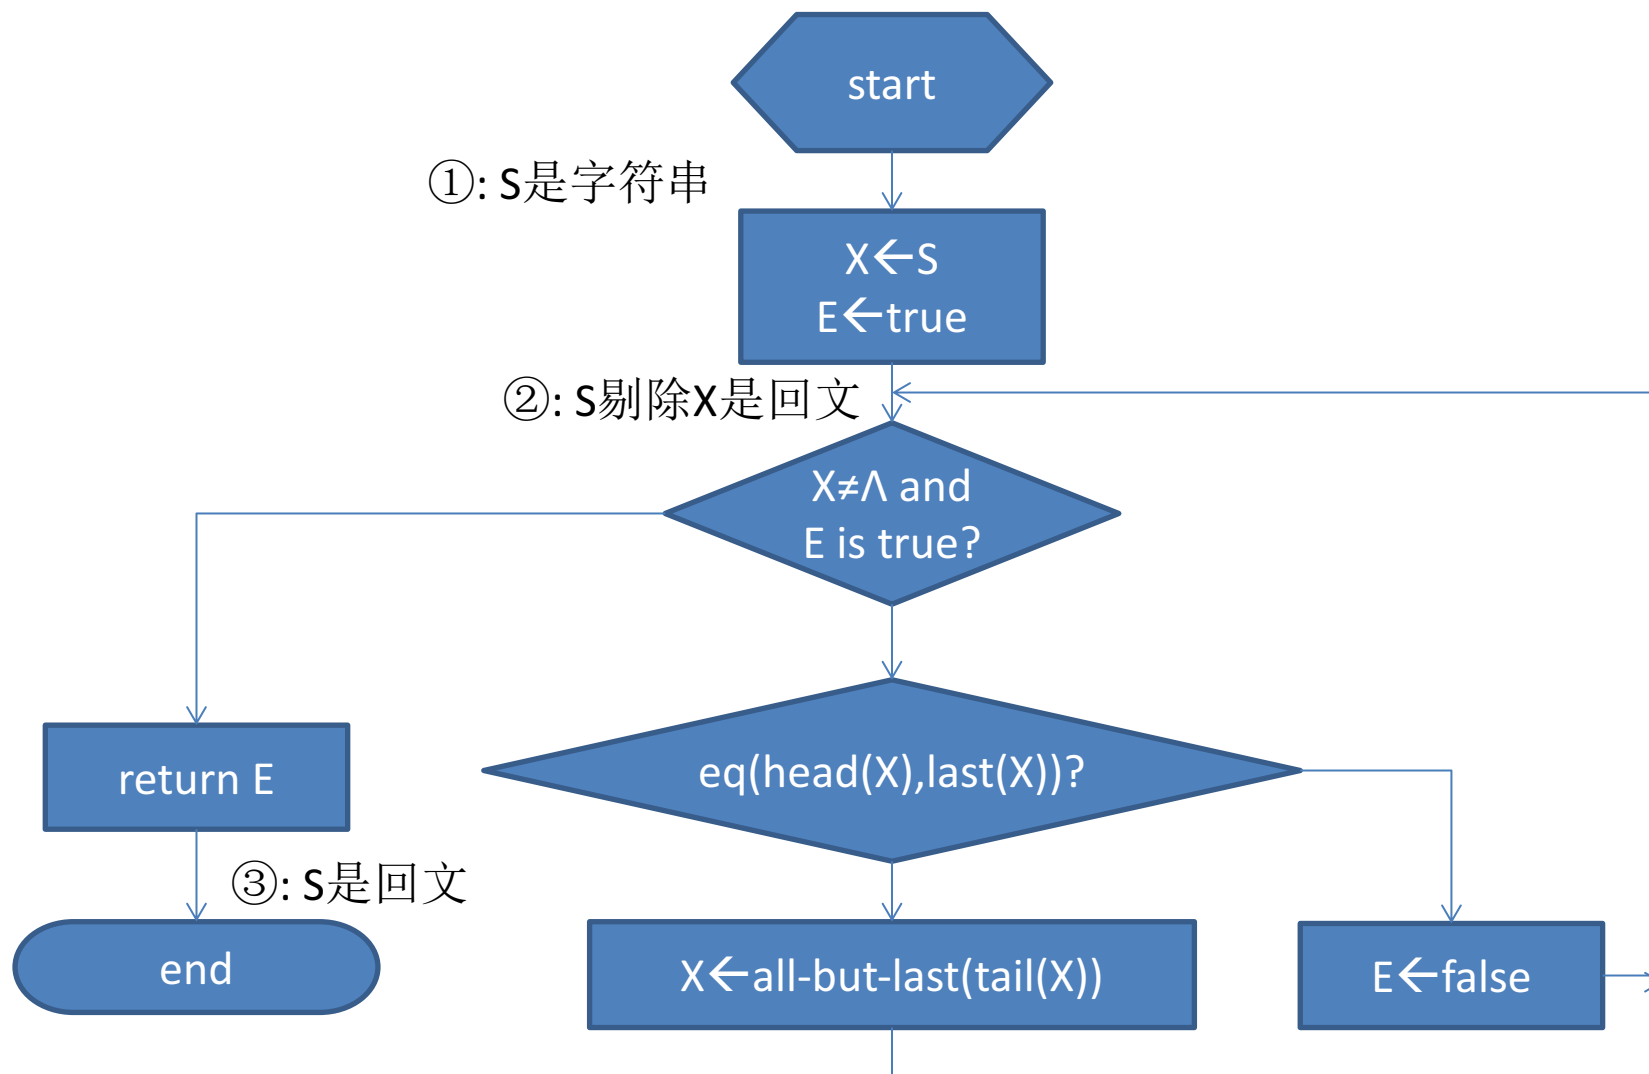 start
①: S是字符串
X←S
E←true
②: S剔除X是回文
X≠Λ and
E is true?
return E
eq(head(X),last(X))?
③: S是回文
end
X←all-but-last(tail(X))
E←false